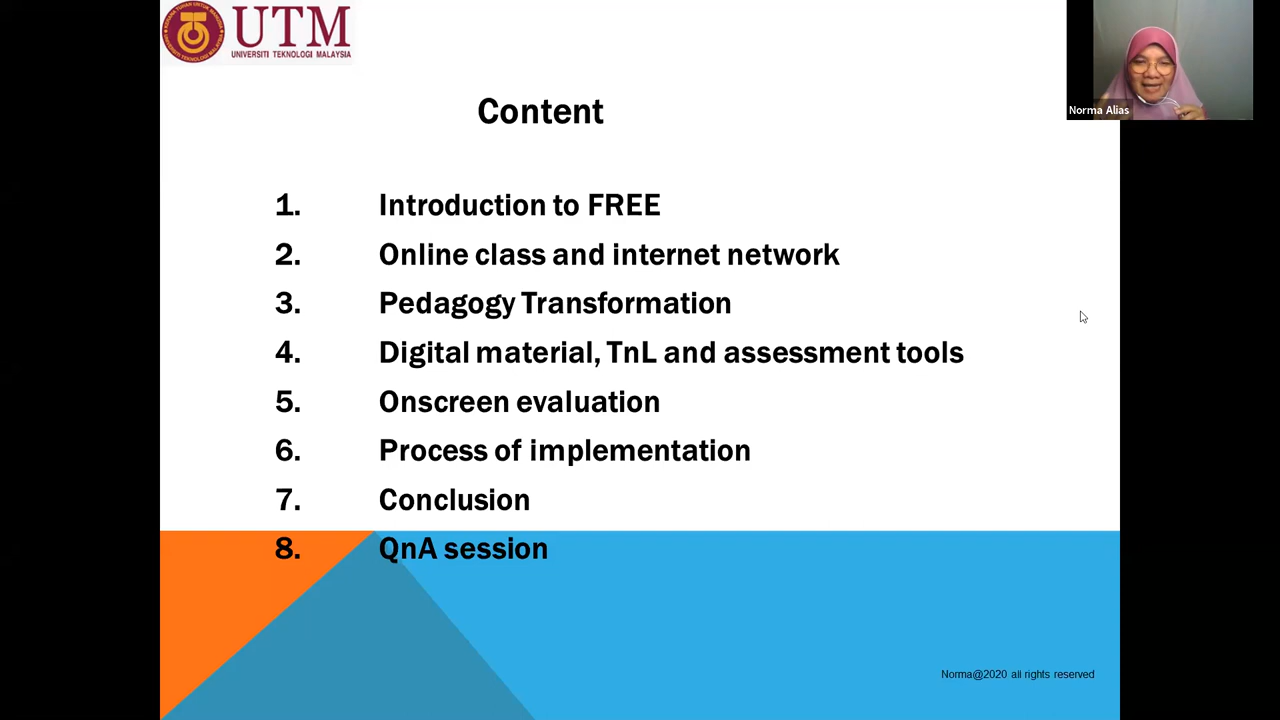 UTM
UNIVERSITI TEKNOLOGI MALAYSIA
Norma Alias
Content
1. Introduction to FREE
2. Online class and internet network
3. Pedagogy Transformation
4. Digital material, TnL and assessment tools
5. Onscreen evaluation
6. Process of implementation
7. Conclusion
8. QnA session
Norma@2020 all rights reserved